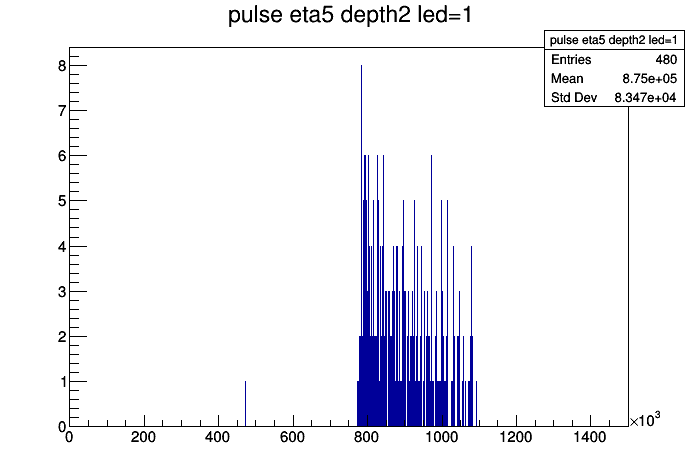 pulse eta5 depth2 led=1
pulse eta5 depth2 led=1
Entries 480
Mean 8.75e+05
Std Dev 8.347e+04
8
7
6
5
4
3
2
1
0
0 200 400 600 800 1000 1200 1400
×10³